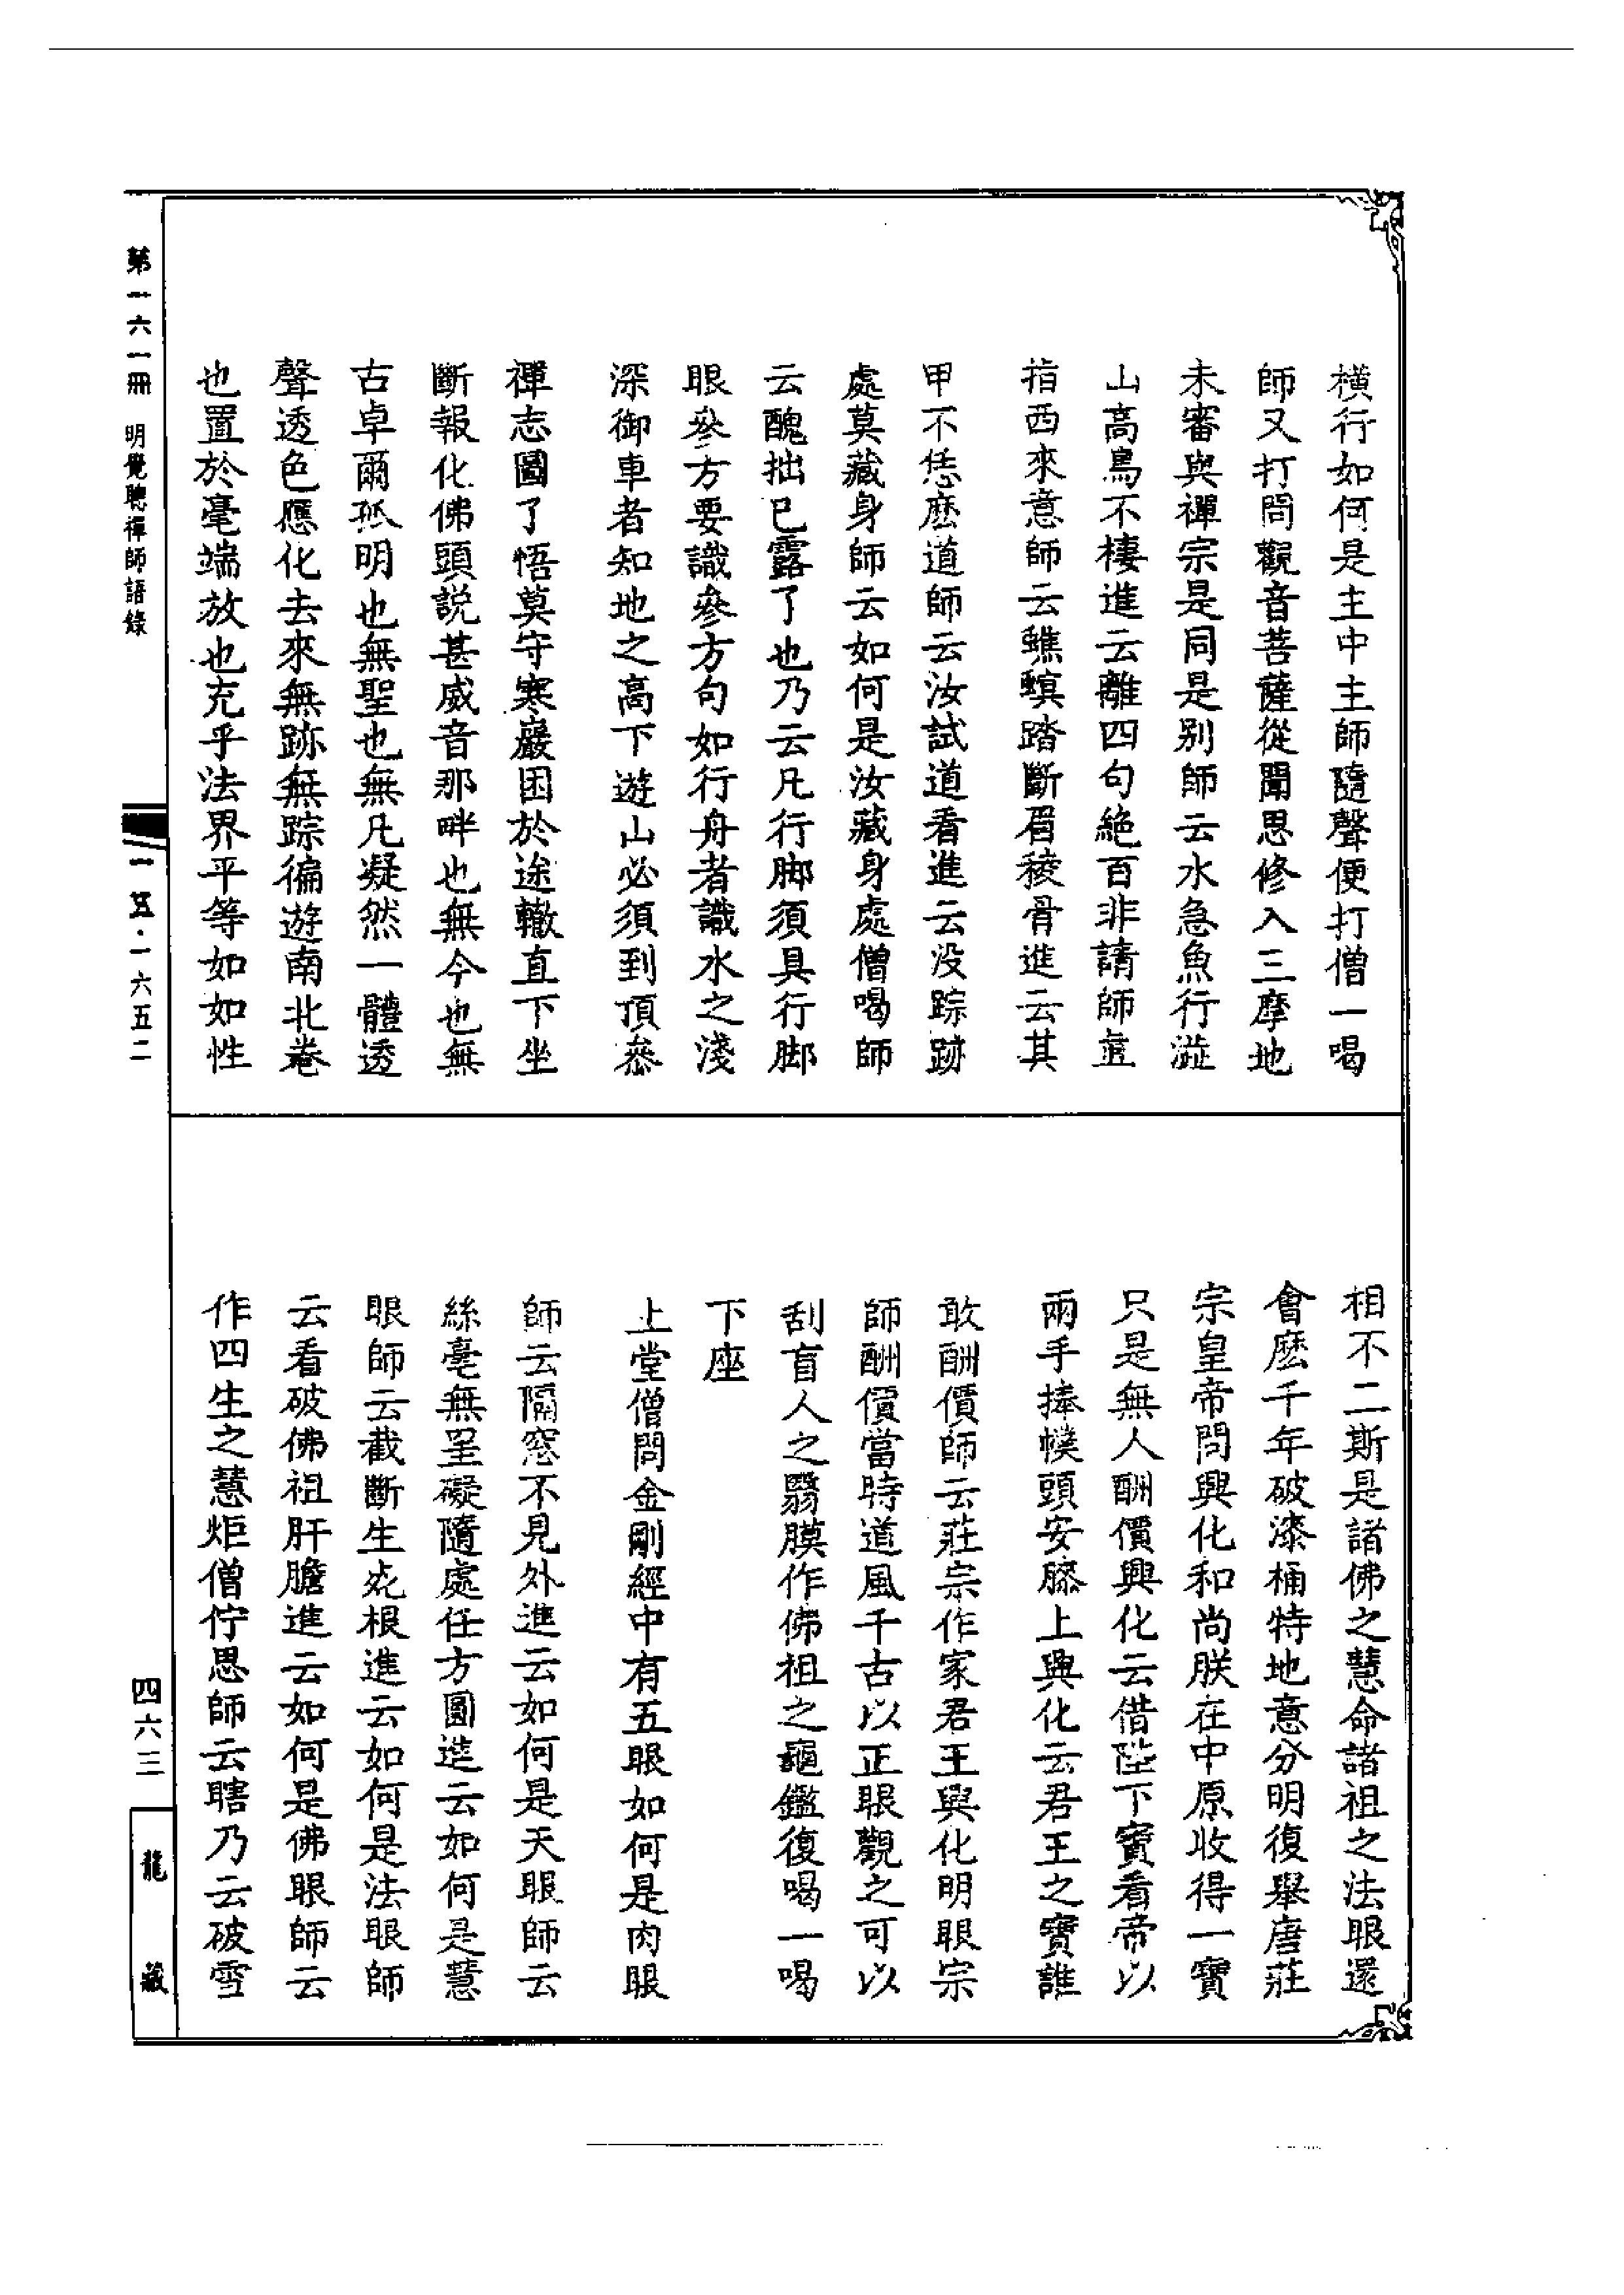 橫行如何是主中主師隨聲便打僧一喝
師又打問觀音菩薩從聞思修入三摩地
未審與禪宗是同是別師云水急魚行澁
山高鳥不棲進云離四句絕百非請師直
指西來意師云蟭螟踏斷眉稜骨進云其
甲不恁麽道師云汝試道看進云没踪跡
處莫藏身師云如何是汝藏身處僧喝師
云醜拙已露了也乃云凡行脚須具行脚
眼參方要識參方句如行舟者識水之淺
深御車者知地之高下遊山必須到頂叅
禪志圖了悟莫守寒巖困於途轍直下坐
斷報化佛頭説甚威音那畔也無今也無
古卓爾孤明也無聖也無凡凝然一體透
聲透色應化去來無跡無踪徧遊南北卷
也置於毫端放也充乎法界平等如如性
相不二斯是諸佛之慧命諸祖之法眼還
會麽千年破漆桶特地意分明復舉唐莊
宗皇帝問興化和尚朕在中原收得一寶
只是無人酬價興化云借陛下寶看帝以
兩手捧幞頭安膝上興化云君王之寶誰
敢酬價師云莊宗作家君王興化明眼宗
師酬價當時道風千古以正眼觀之可以
刮盲人之翳膜作佛祖之龜鑑復喝一喝
下座
上堂僧問金剛經中有五眼如何是肉眼
師云隔窓不見外進云如何是天眼師云
絲毫無罣礙隨處任方圓進云如何是慧
眼師云截斷生死根進云如何是法眼師
云看破佛祖肝膽進云如何是佛眼師云
作四生之慧炬僧佇思師云瞎乃云破雪
第一六一冊 明覺聰禪師語錄
一五·一六五二
四六三
龍藏